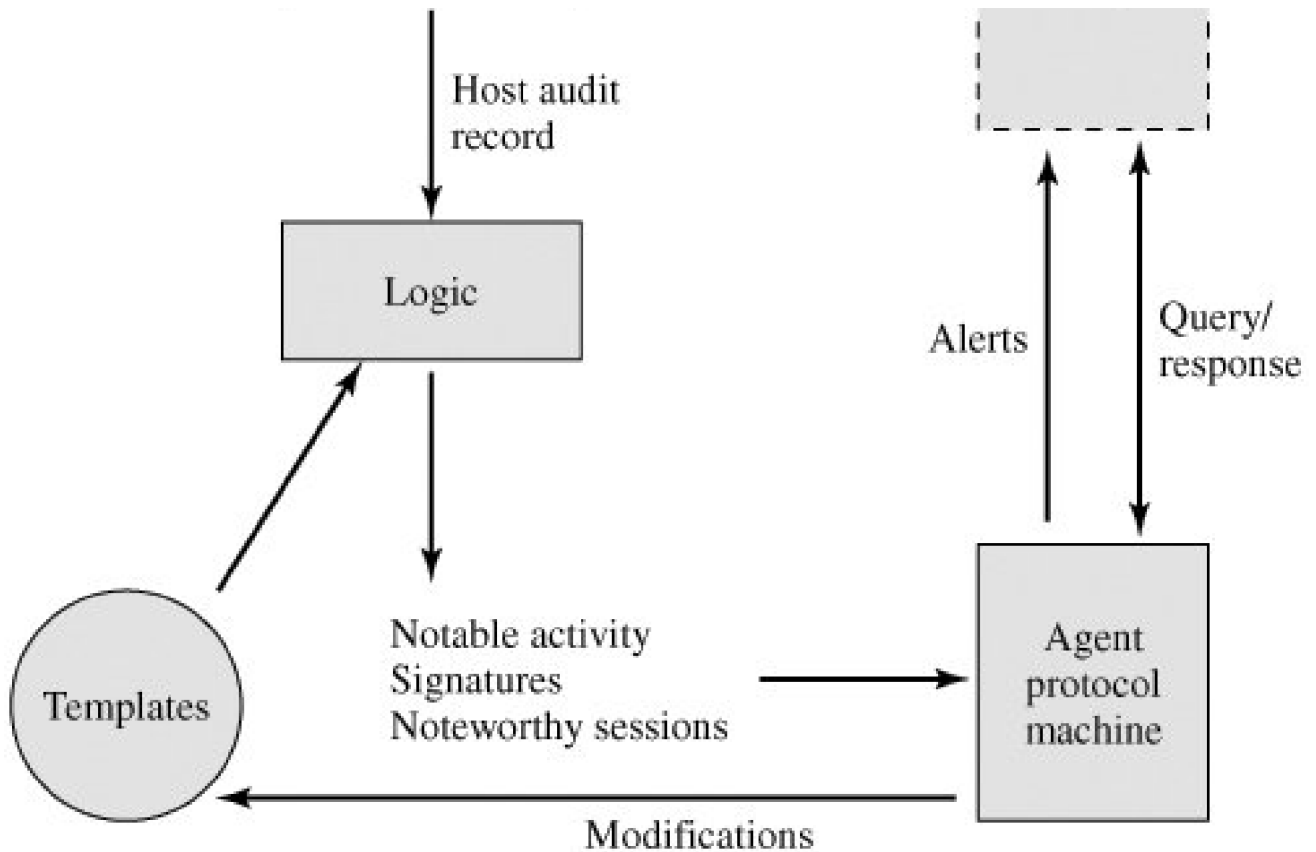 Host audit
record
Logic
Alerts
Query/
response
Templates
Notable activity
Signatures
Noteworthy sessions
Agent
protocol
machine
Modifications